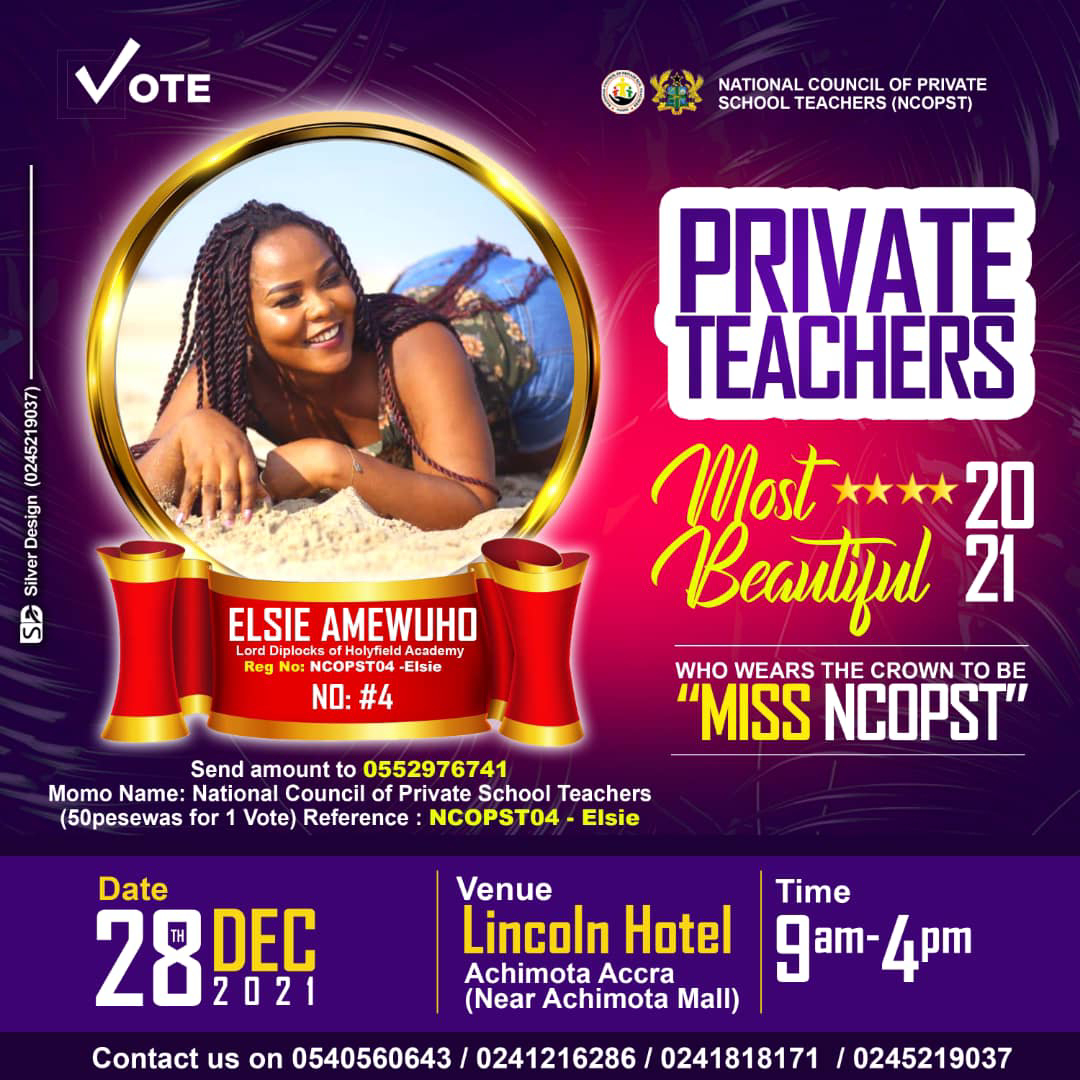 VOTE
NATIONAL COUNCIL OF PRIVATE
SCHOOL TEACHERS (NCOPST)
PRIVATE
TEACHERS
Most
Beautiful
20
21
WHO WEARS THE CROWN TO BE
“MISS NCOPST”
ELSIE AMEWUHO
Lord Diplocks of Holyfield Academy
Reg No: NCOPST04 -Elsie
NO: #4
Send amount to 0552976741
Momo Name: National Council of Private School Teachers
(50pesewas for 1 Vote) Reference : NCOPST04 - Elsie
SD Silver Design (0245219037)
Date
28TH DEC
2021
Venue
Lincoln Hotel
Achimota Accra
(Near Achimota Mall)
Time
9am-4pm
Contact us on 0540560643 / 0241216286 / 0241818171 / 0245219037